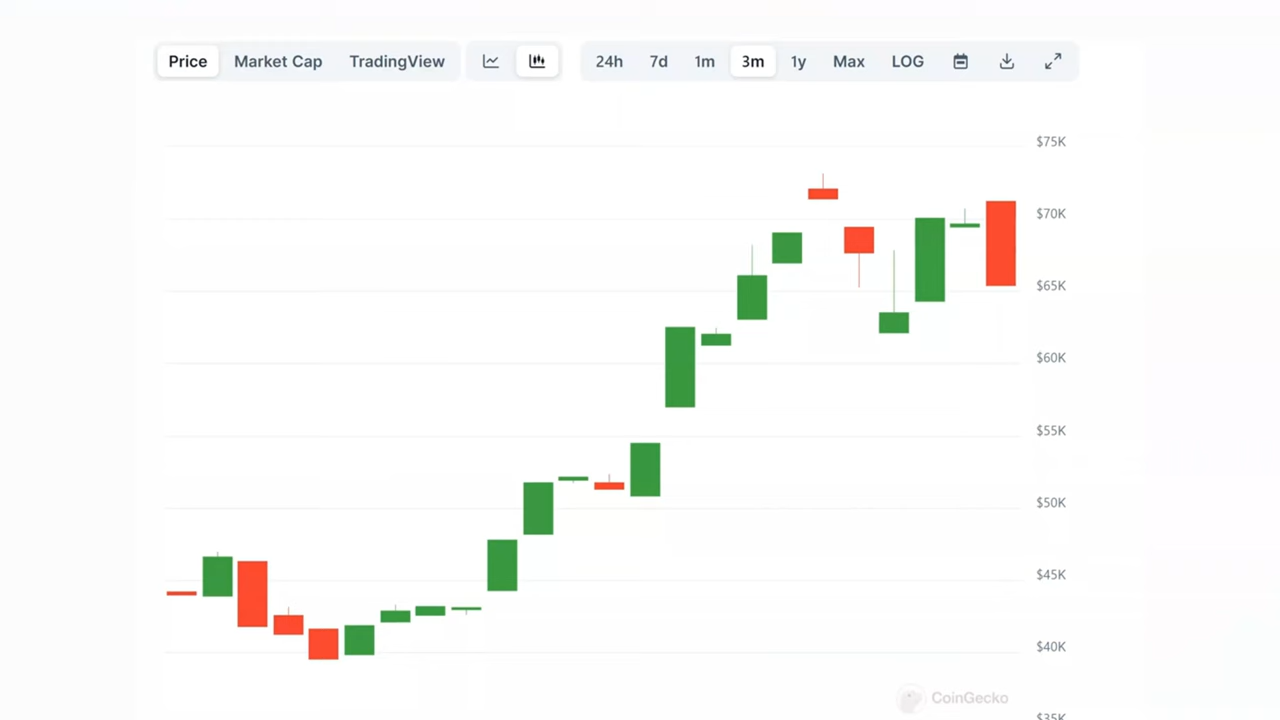 Price Market Cap TradingView 24h 7d 1m 3m 1y Max LOG
$75K
$70K
$65K
$60K
$55K
$50K
$45K
$40K
CoinGecko
$35K